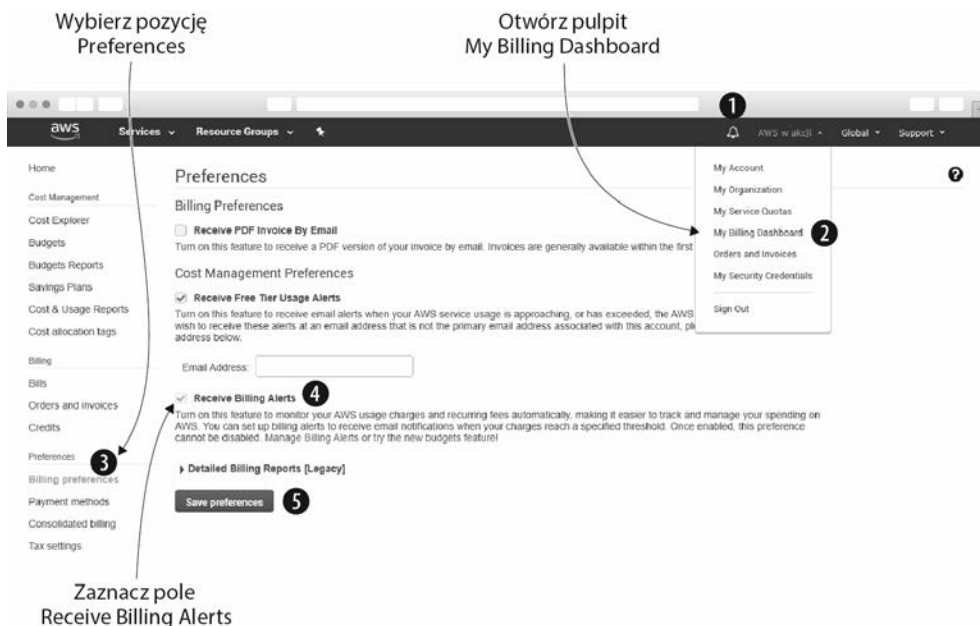 Wybierz pozycję
Preferences
Otwórz pulpit
My Billing Dashboard
1
aws
Services
Resource Groups
AWS w akcji
Global
Support
Home
Cost Management
Cost Explorer
Budgets
Budgets Reports
Savings Plans
Cost & Usage Reports
Cost allocation tags
Billing
Bills
Orders and invoices
Credits
Preferences
3
Billing preferences
Payment methods
Consolidated billing
Tax settings
Preferences
Billing Preferences
Receive PDF Invoice By Email
Turn on this feature to receive a PDF version of your invoice by email. Invoices are generally available within the first
Cost Management Preferences
Receive Free Tier Usage Alerts
Turn on this feature to receive email alerts when your AWS service usage is approaching, or has exceeded, the AWS
wish to receive these alerts at an email address that is not the primary email address associated with this account,
address below.
Email Address:
Receive Billing Alerts
4
Turn on this feature to monitor your AWS usage charges and recurring fees automatically, making it easier to track and manage your spending on
AWS. You can set up billing alerts to receive email notifications when your charges reach a specified threshold. Once enabled, this preference
cannot be disabled. Manage Billing Alerts or try the new budgets feature!
Detailed Billing Reports [Legacy]
Save preferences
5
My Account
My Organization
My Service Quotas
My Billing Dashboard
2
Orders and Invoices
My Security Credentials
Sign Out
?
Zaznacz pole
Receive Billing Alerts